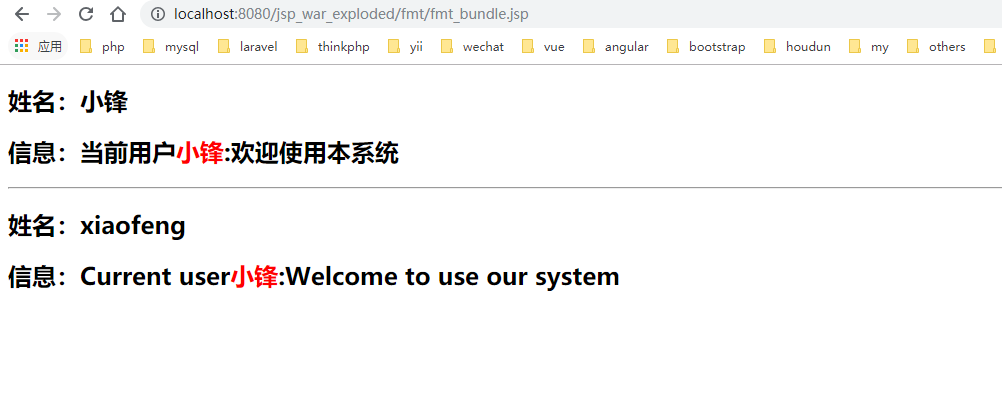 localhost:8080/jsp_war_exploded/fmt/fmt_bundle.jsp
应用 php mysql laravel thinkphp yii wechat vue angular bootstrap houdun my others
姓名：小锋
信息：当前用户小锋:欢迎使用本系统
姓名：xiaofeng
信息：Current user小锋:Welcome to use our system